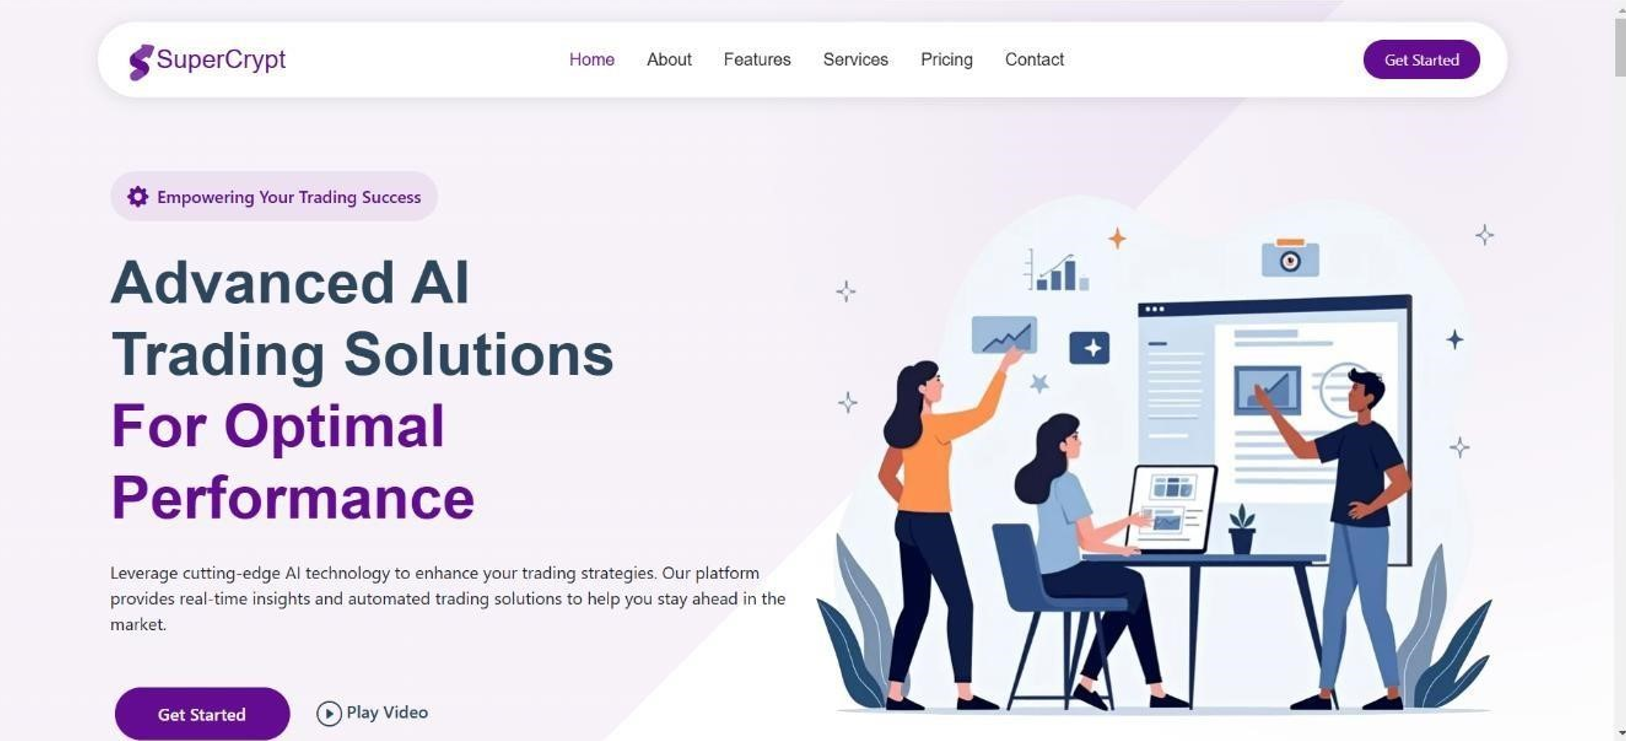 SuperCrypt
Home
About
Features
Services
Pricing
Contact
Get Started
Empowering Your Trading Success
Advanced AI
Trading Solutions
For Optimal
Performance
Leverage cutting-edge AI technology to enhance your trading strategies. Our platform
provides real-time insights and automated trading solutions to help you stay ahead in the
market.
Get Started
Play Video